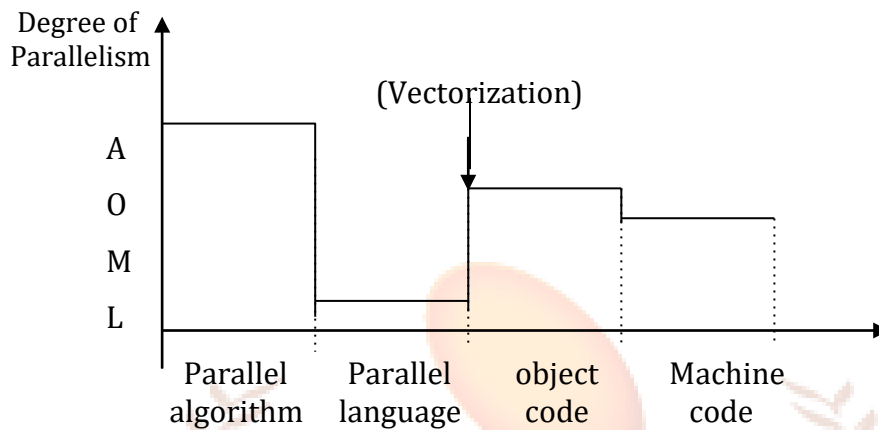 Degree of
Parallelism
(Vectorization)
A
O
M
L
Parallel
algorithm
Parallel
language
object
code
Machine
code